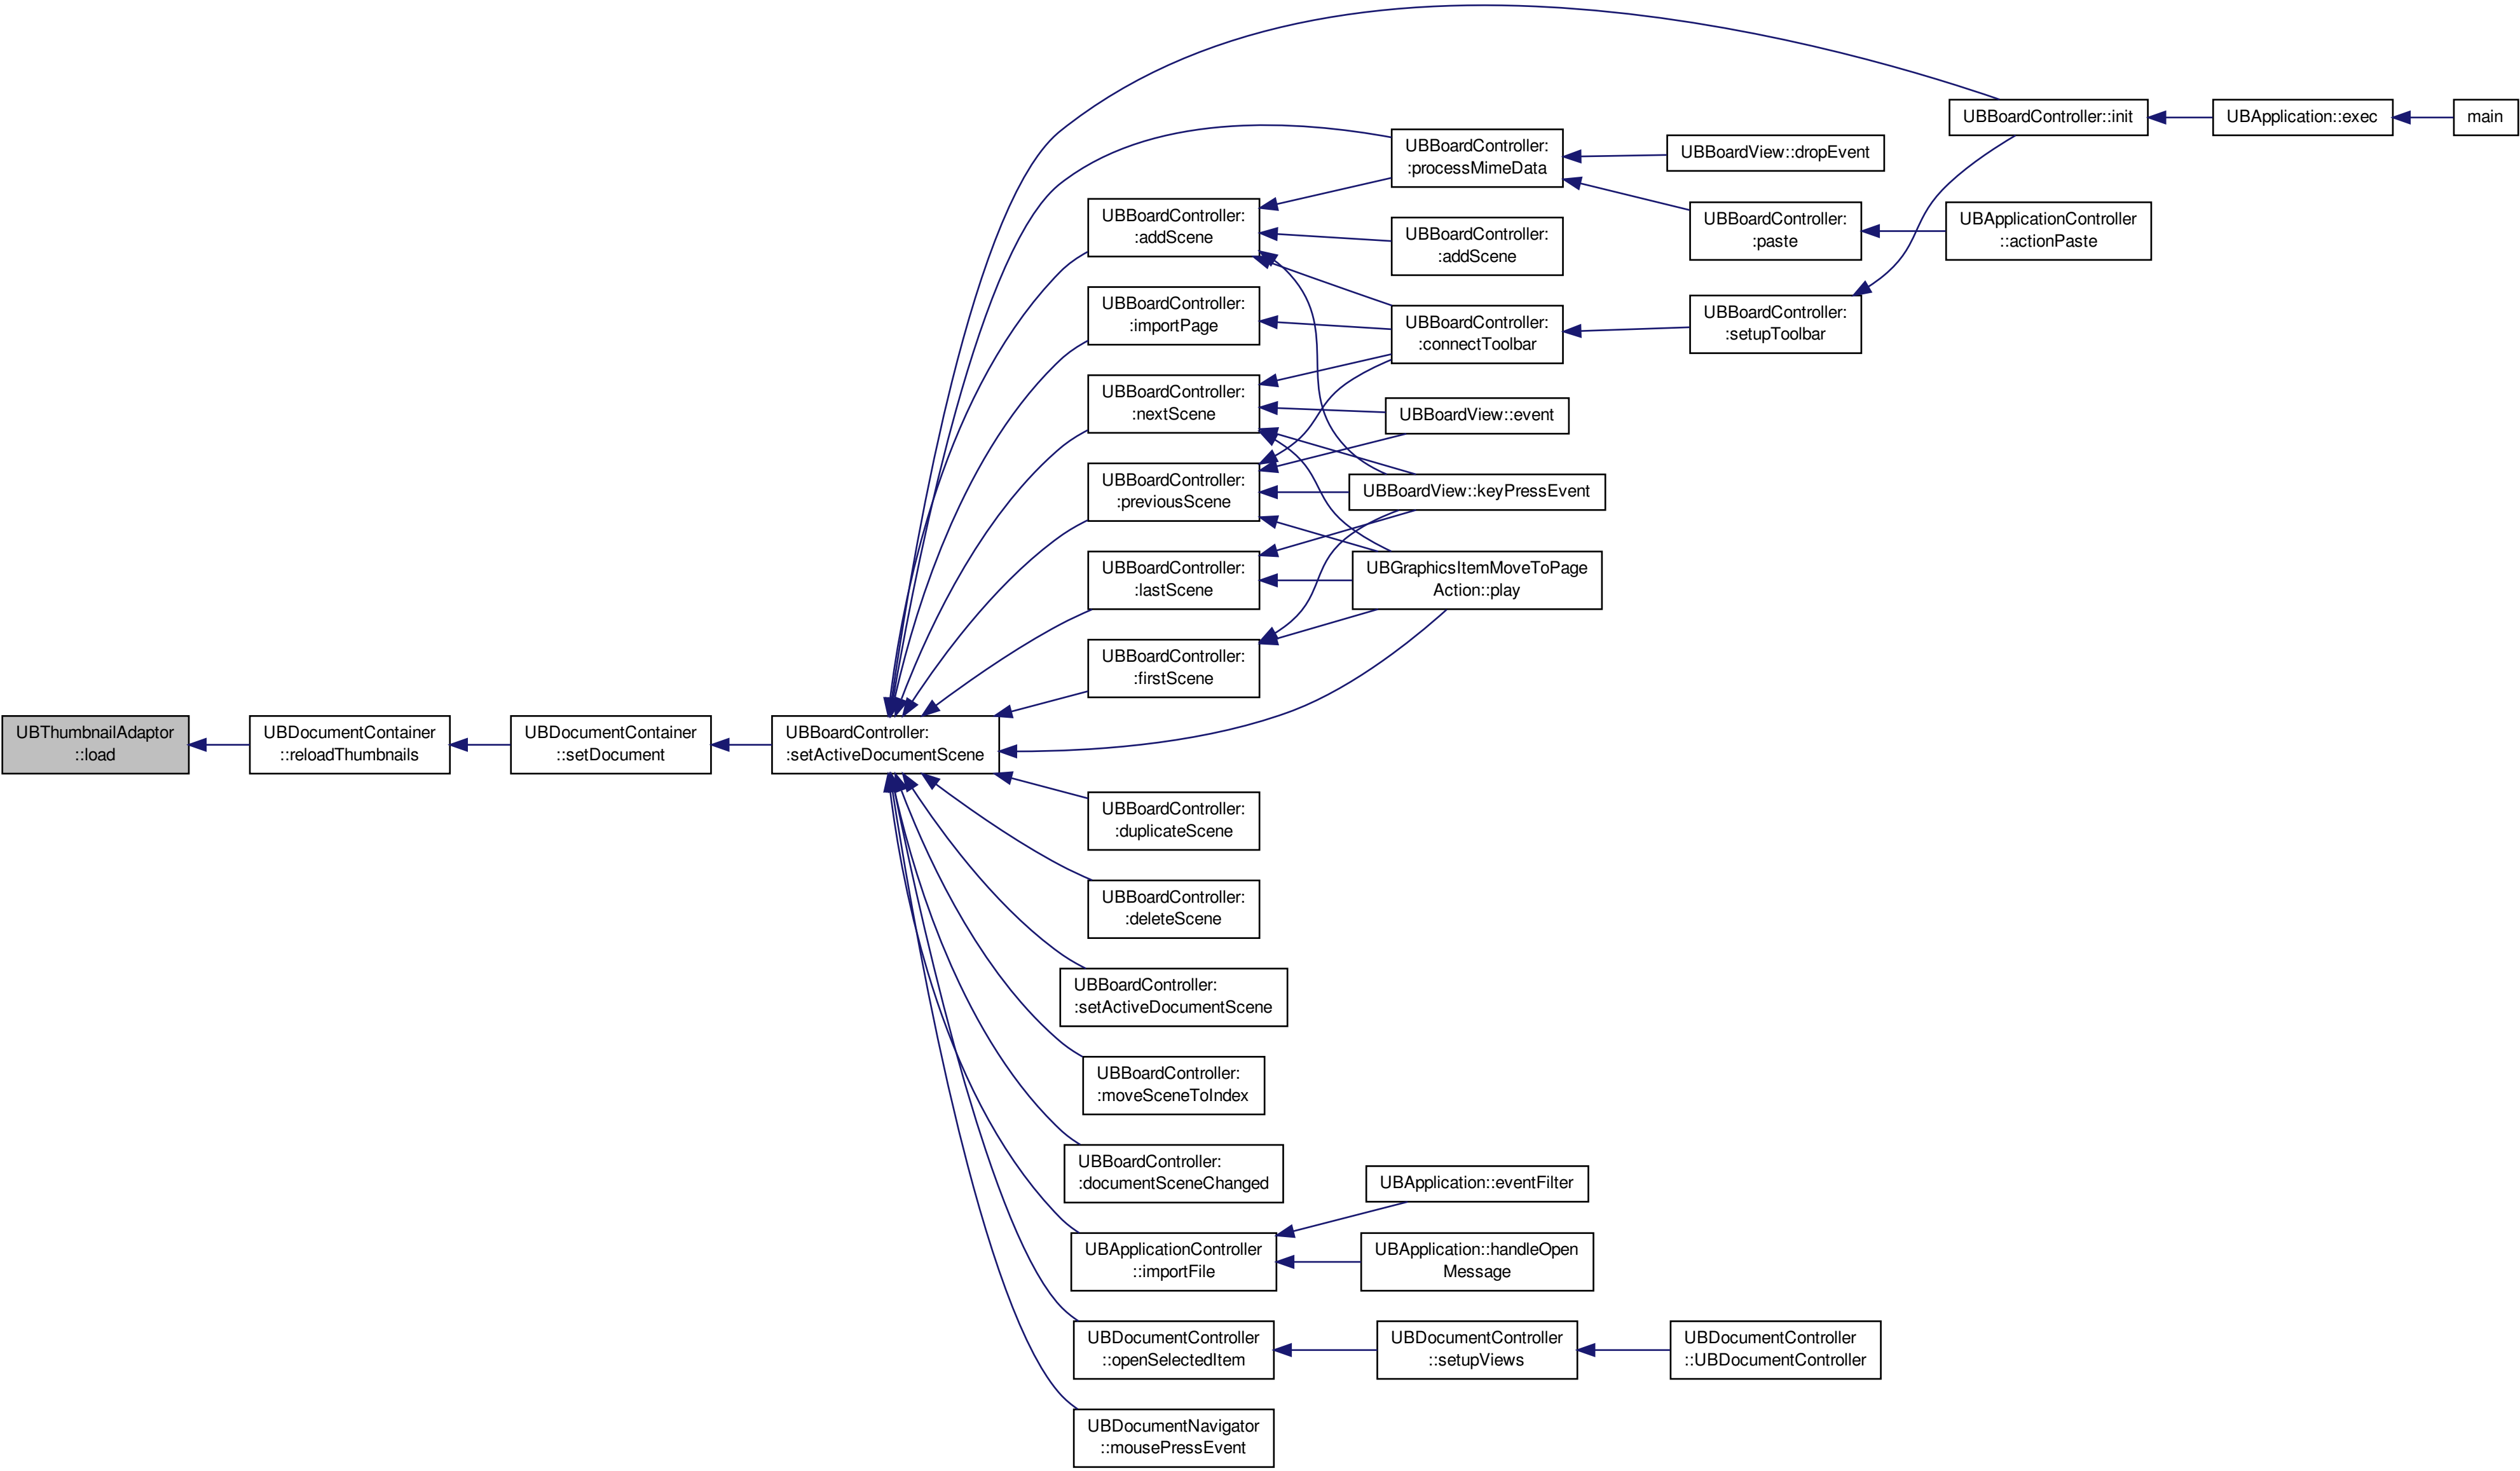 UBThumbnailAdaptor
::load
UBDocumentContainer
::reloadThumbnails
UBDocumentContainer
::setDocument
UBBoardController:
:setActiveDocumentScene
UBBoardController::init
UBApplication::exec
main
UBBoardController:
:processMimeData
UBBoardView::dropEvent
UBBoardController:
:paste
UBApplicationController
::actionPaste
UBBoardController:
:addScene
UBBoardController:
:addScene
UBBoardController:
:importPage
UBBoardController:
:connectToolbar
UBBoardController:
:setupToolbar
UBBoardController:
:nextScene
UBBoardView::event
UBBoardController:
:previousScene
UBBoardView::keyPressEvent
UBBoardController:
:lastScene
UBGraphicsItemMoveToPage
Action::play
UBBoardController:
:firstScene
UBBoardController:
:duplicateScene
UBBoardController:
:deleteScene
UBBoardController:
:setActiveDocumentScene
UBBoardController:
:moveSceneToIndex
UBBoardController:
:documentSceneChanged
UBApplicationController
::importFile
UBApplication::eventFilter
UBApplication::handleOpen
Message
UBDocumentController
::openSelectedItem
UBDocumentController
::setupViews
UBDocumentController
::UBDocumentController
UBDocumentNavigator
::mousePressEvent